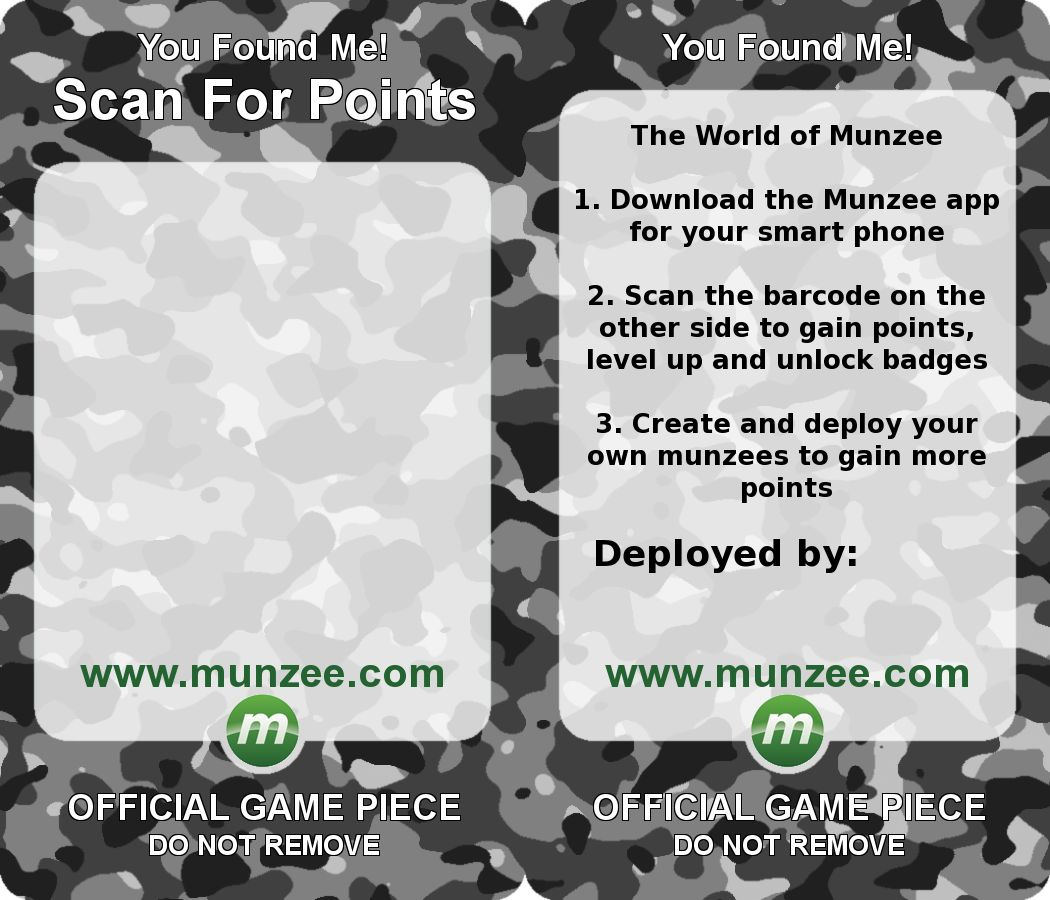 You Found Me!
Scan For Points
www.munzee.com
m
OFFICIAL GAME PIECE
DO NOT REMOVE
You Found Me!
The World of Munzee
1. Download the Munzee app
for your smart phone
2. Scan the barcode on the
other side to gain points,
level up and unlock badges
3. Create and deploy your
own munzees to gain more
points
Deployed by:
www.munzee.com
m
OFFICIAL GAME PIECE
DO NOT REMOVE